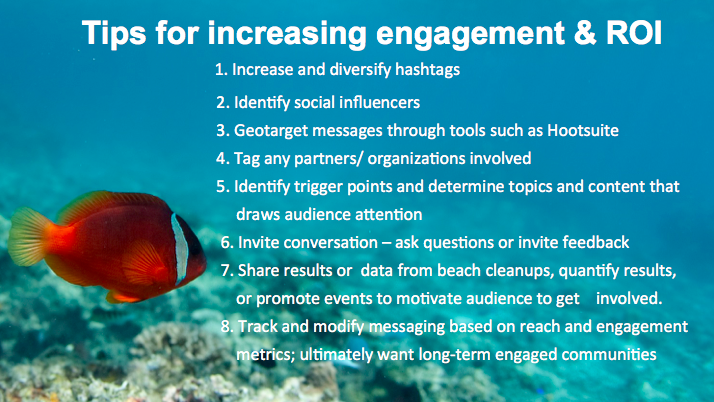 Tips for increasing engagement & ROI
1. Increase and diversify hashtags
2. Identify social influencers
3. Geotarget messages through tools such as Hootsuite
4. Tag any partners/ organizations involved
5. Identify trigger points and determine topics and content that
draws audience attention
6. Invite conversation – ask questions or invite feedback
7. Share results or data from beach cleanups, quantify results,
or promote events to motivate audience to get involved.
8. Track and modify messaging based on reach and engagement
metrics; ultimately want long-term engaged communities